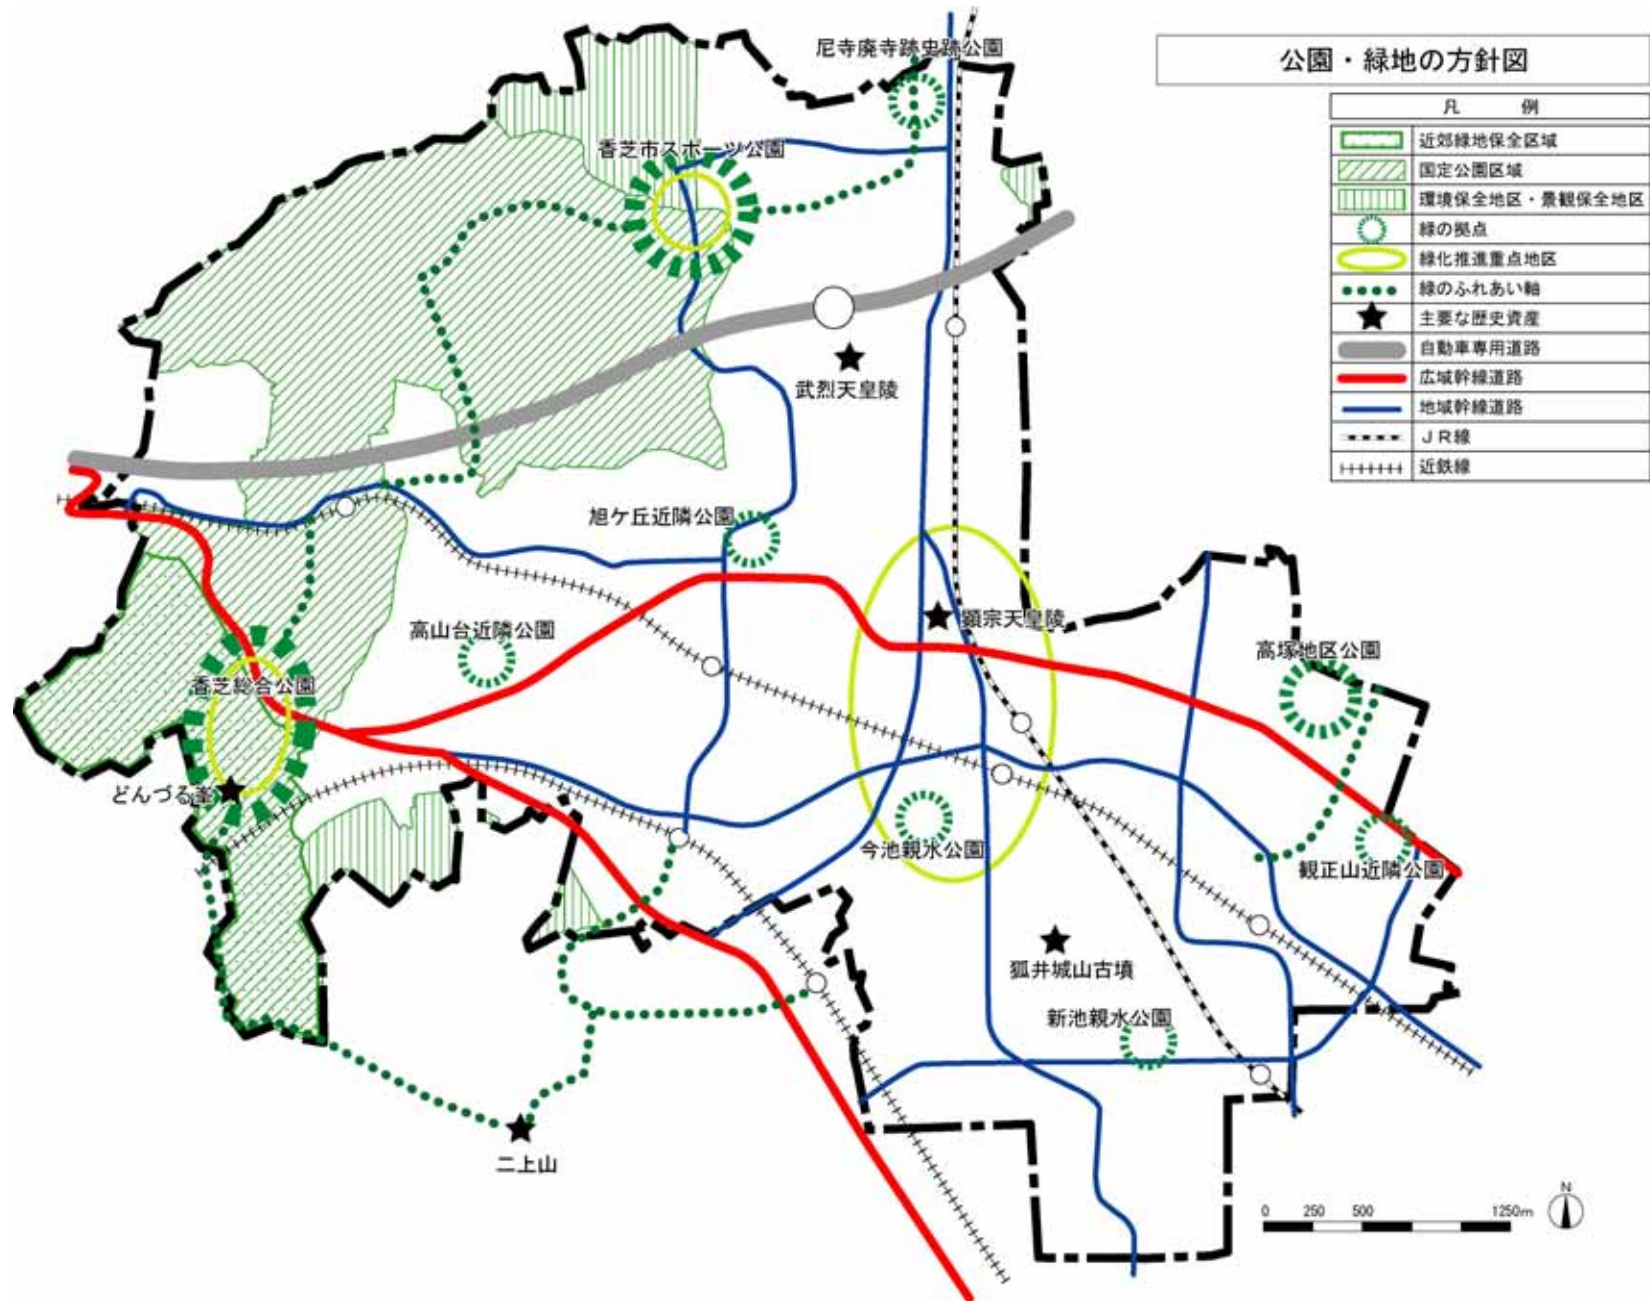 公園・緑地の方針図
凡 例
近郊緑地保全区域
国定公園区域
環境保全地区・景観保全地区
緑の拠点
緑化推進重点地区
緑のふれあい軸
主要な歴史資産
自動車専用道路
広域幹線道路
地域幹線道路
JR線
近鉄線
尼寺廃寺跡史跡公園
香芝市スポーツ公園
武烈天皇陵
旭ケ丘近隣公園
顕宗天皇陵
高山台近隣公園
高塚地区公園
香芝総合公園
どんづる峯
今池親水公園
観正山近隣公園
狐井城山古墳
新池親水公園
二上山
N
0 250 500 1250m